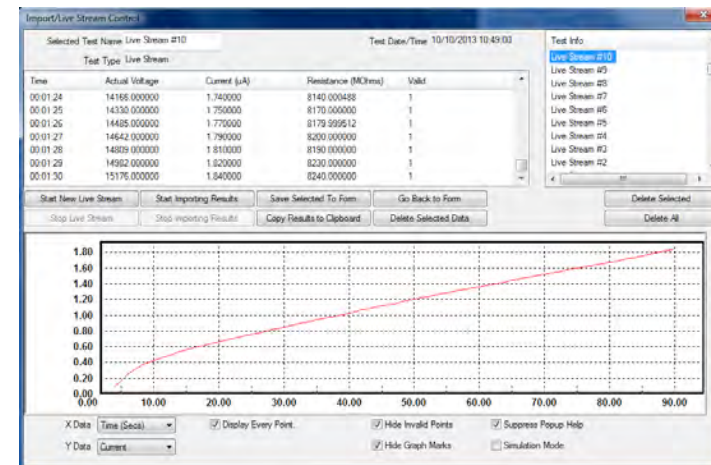 Import/Live Stream Control
Selected Test Name Live Stream #10 Test Date/Time 10/10/2013 10:49:03 Test Info
Test Type Live Stream
Live Stream #10
Live Stream #9
Live Stream #8
Live Stream #7
Live Stream #6
Live Stream #5
Live Stream #4
Live Stream #3
Live Stream #2
Time Actual Voltage Current (uA) Resistance (MOhms) Valid
00:01:24 14166.000000 1.740000 8140.000488 1
00:01:25 14330.000000 1.750000 8170.000000 1
00:01:26 14485.000000 1.770000 8179.999512 1
00:01:27 14642.000000 1.790000 8200.000000 1
00:01:28 14809.000000 1.810000 8190.000000 1
00:01:29 14982.000000 1.820000 8230.000000 1
00:01:30 15176.000000 1.840000 8240.000000 1
Start New Live Stream Start Importing Results Save Selected To Form Go Back to Form Delete Selected
Stop Live Stream Stop Importing Results Copy Results to Clipboard Delete Selected Data Delete All
1.80
1.60
1.40
1.20
1.00
0.80
0.60
0.40
0.20
0.00
0.00 10.00 20.00 30.00 40.00 50.00 60.00 70.00 80.00 90.00
X Data Time (Secs) Display Every Point. Hide Invalid Points Suppress Popup Help
Y Data Current Hide Graph Marks Simulation Mode